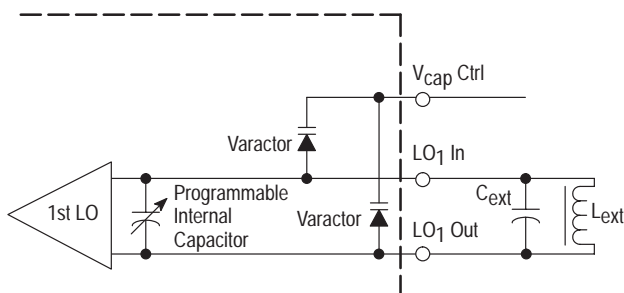 Vcap Ctrl
Varactor
LO1 In
1st LO
Programmable
Internal
Capacitor
Varactor
Cext
Lext
LO1 Out